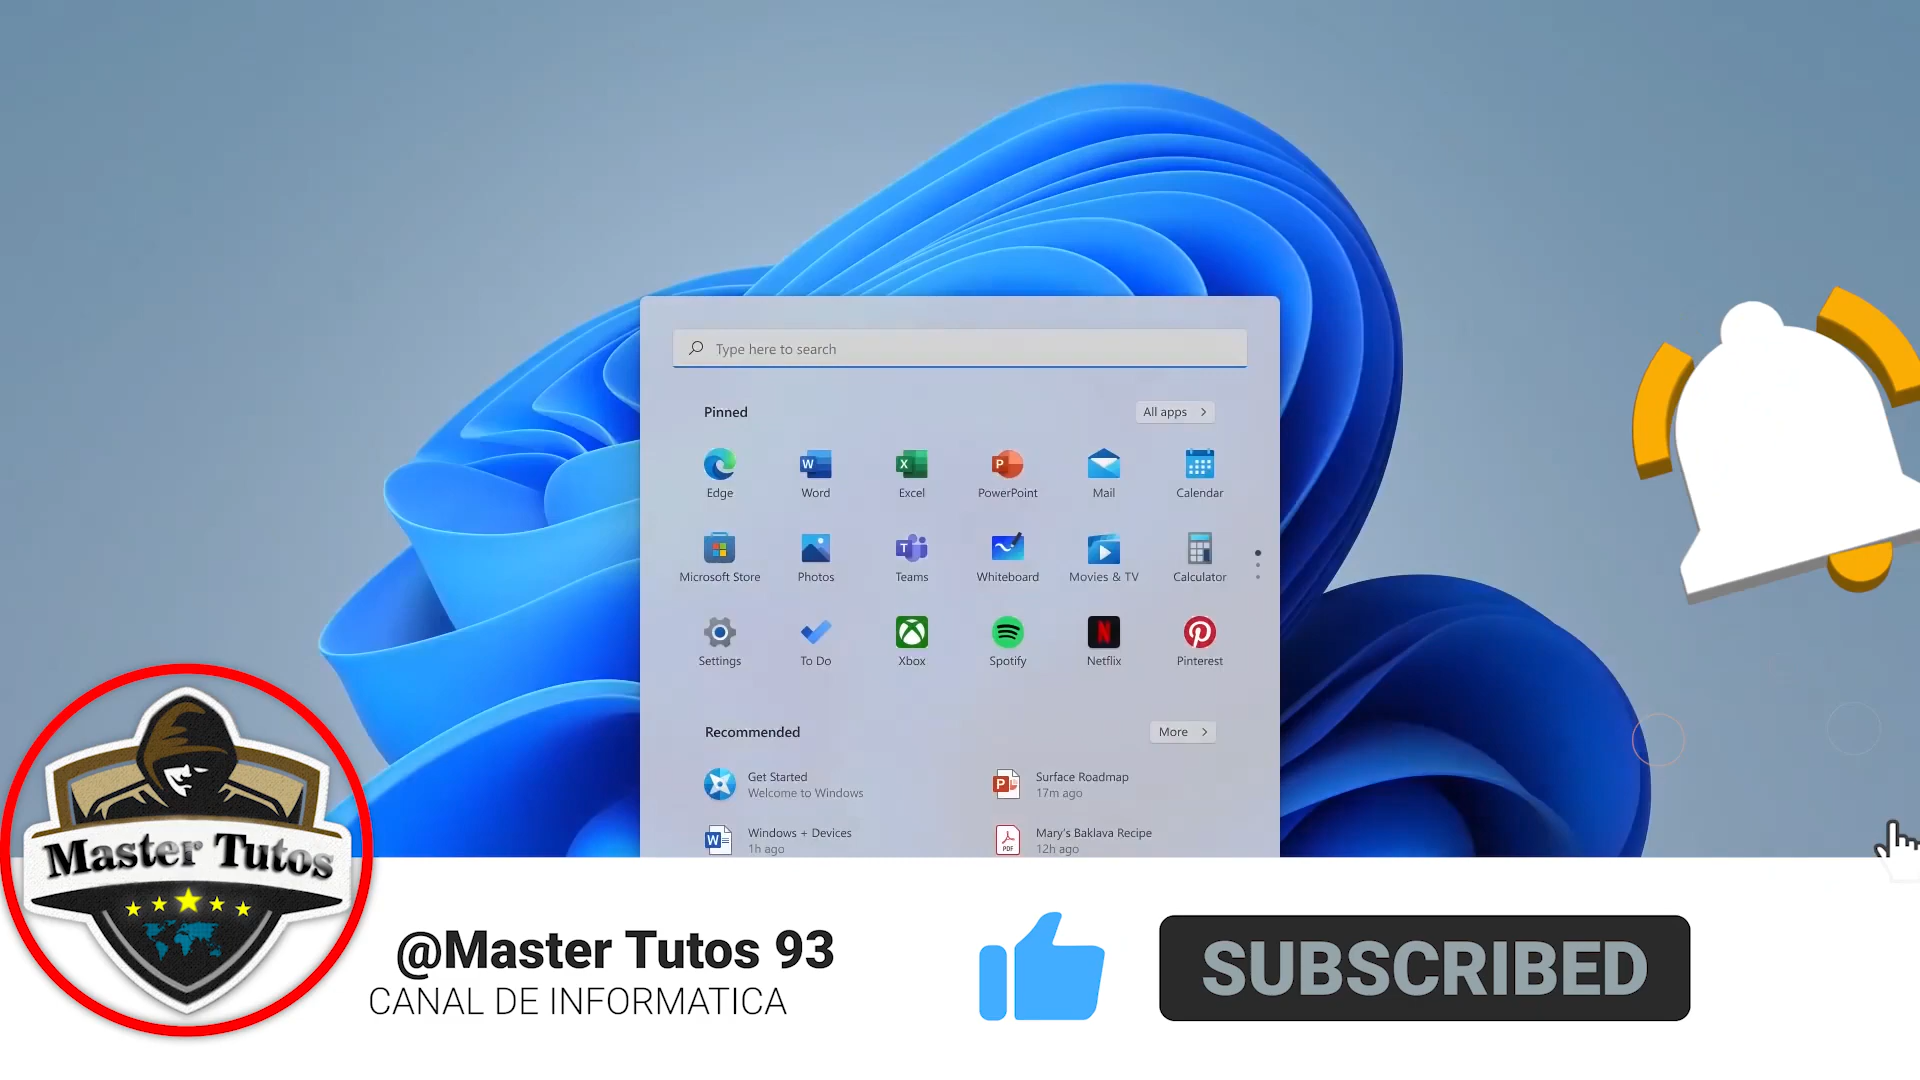 Type here to search
Pinned
All apps
Edge
Word
Excel
PowerPoint
Mail
Calendar
Microsoft Store
Photos
Teams
Whiteboard
Movies & TV
Calculator
Settings
To Do
Xbox
Spotify
Netflix
Pinterest
Recommended
More
Get Started
Welcome to Windows
Surface Roadmap
17m ago
Windows + Devices
1h ago
Mary's Baklava Recipe
12h ago
Master Tutos
@Master Tutos 93
CANAL DE INFORMATICA
SUBSCRIBED